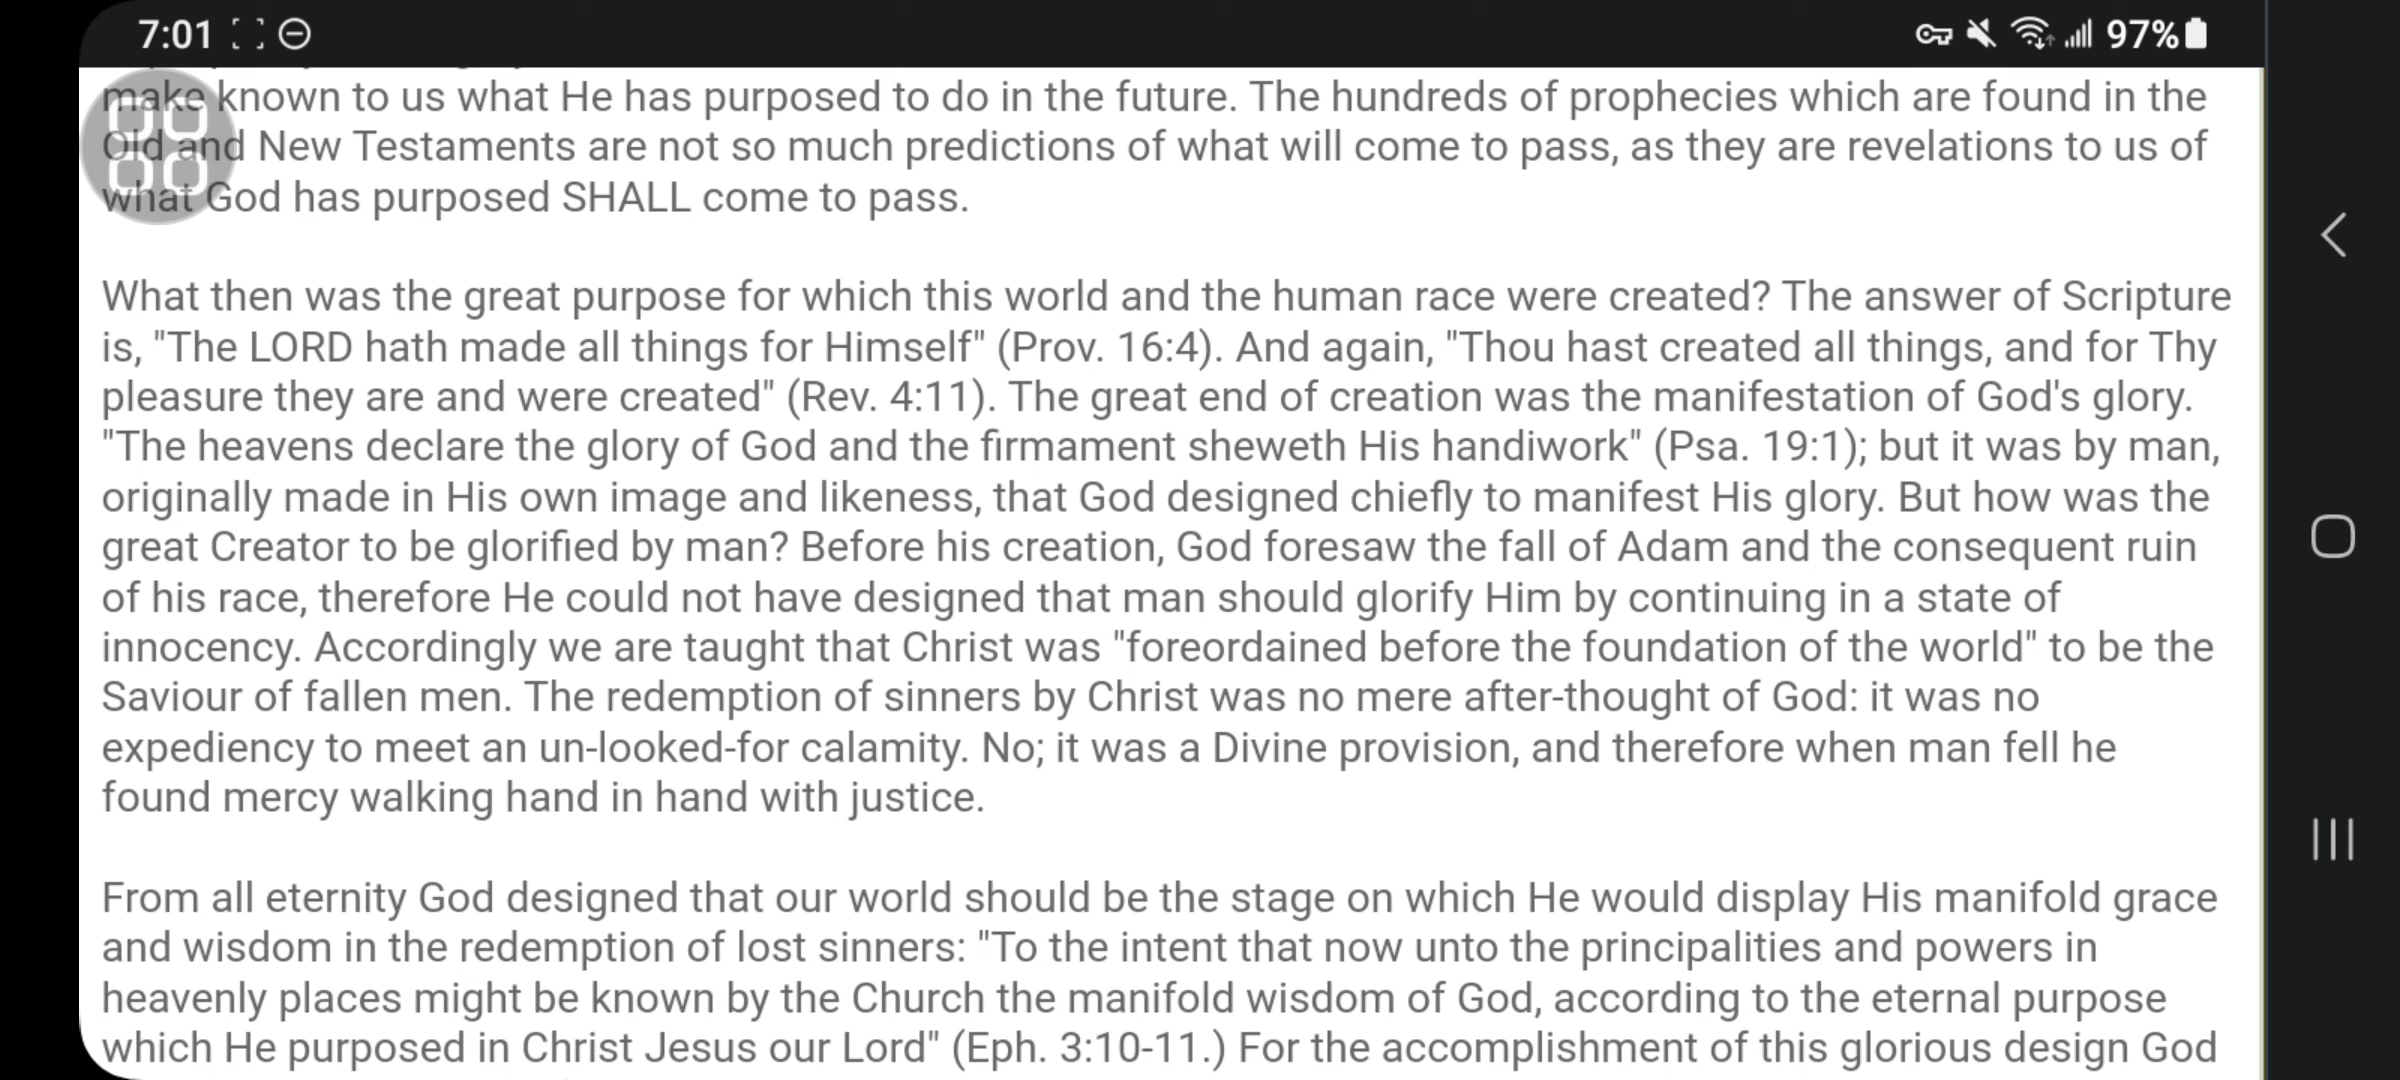 7:01
97%
make known to us what He has purposed to do in the future. The hundreds of prophecies which are found in the
Old and New Testaments are not so much predictions of what will come to pass, as they are revelations to us of
what God has purposed SHALL come to pass.
What then was the great purpose for which this world and the human race were created? The answer of Scripture
is, "The LORD hath made all things for Himself" (Prov. 16:4). And again, "Thou hast created all things, and for Thy
pleasure they are and were created" (Rev. 4:11). The great end of creation was the manifestation of God's glory.
"The heavens declare the glory of God and the firmament sheweth His handiwork" (Psa. 19:1); but it was by man,
originally made in His own image and likeness, that God designed chiefly to manifest His glory. But how was the
great Creator to be glorified by man? Before his creation, God foresaw the fall of Adam and the consequent ruin
of his race, therefore He could not have designed that man should glorify Him by continuing in a state of
innocency. Accordingly we are taught that Christ was "foreordained before the foundation of the world" to be the
Saviour of fallen men. The redemption of sinners by Christ was no mere after-thought of God: it was no
expediency to meet an un-looked-for calamity. No; it was a Divine provision, and therefore when man fell he
found mercy walking hand in hand with justice.
From all eternity God designed that our world should be the stage on which He would display His manifold grace
and wisdom in the redemption of lost sinners: "To the intent that now unto the principalities and powers in
heavenly places might be known by the Church the manifold wisdom of God, according to the eternal purpose
which He purposed in Christ Jesus our Lord" (Eph. 3:10-11.) For the accomplishment of this glorious design God